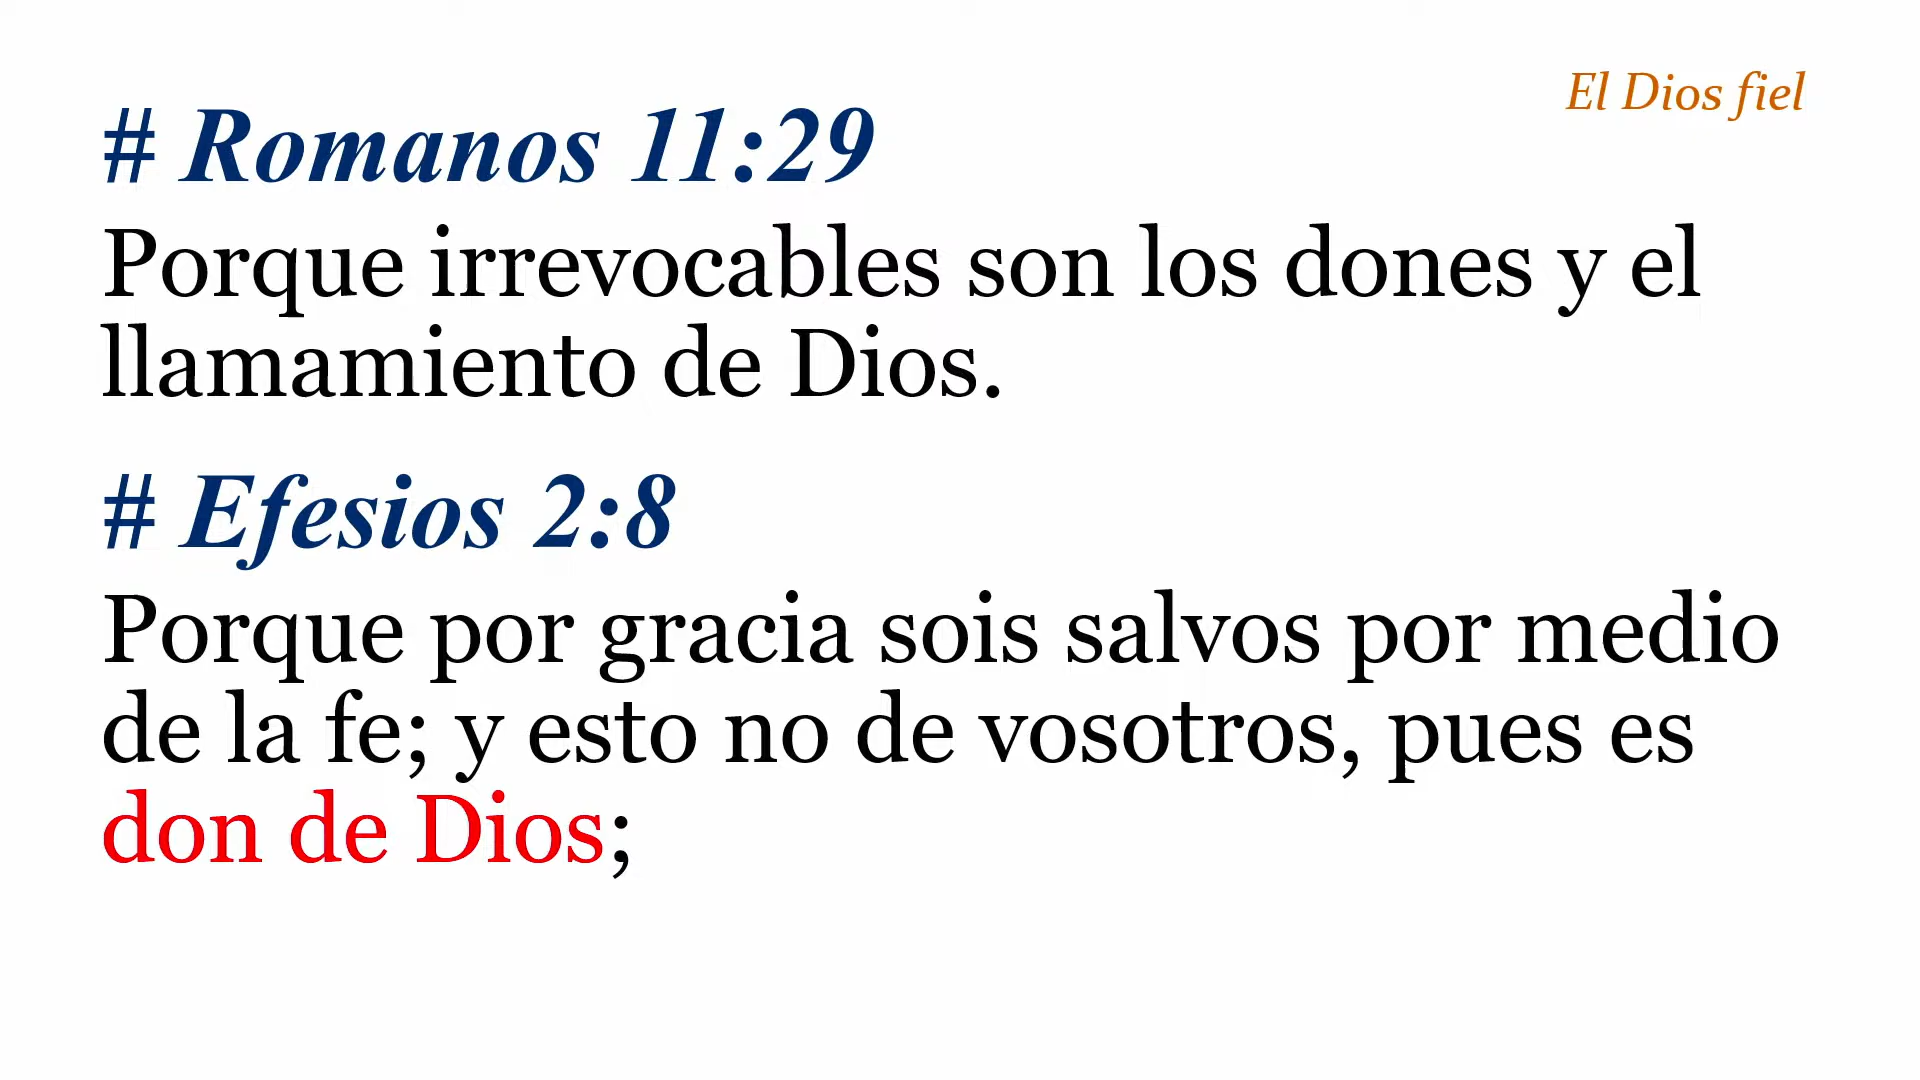 El Dios fiel
# Romanos 11:29
Porque irrevocables son los dones y el
llamamiento de Dios.
# Efesios 2:8
Porque por gracia sois salvos por medio
de la fe; y esto no de vosotros, pues es
don de Dios;